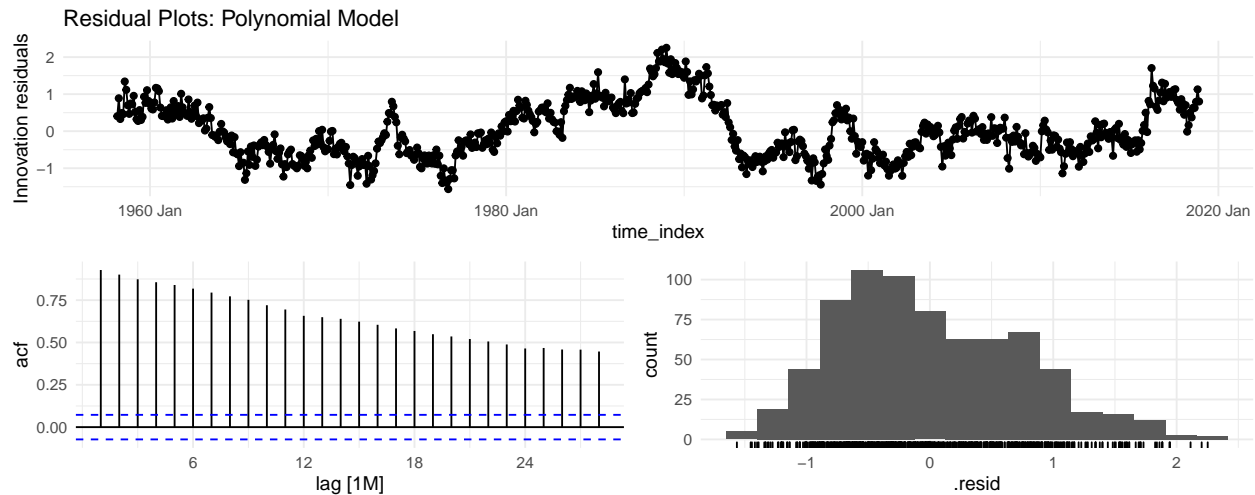 Residual Plots: Polynomial Model
Innovation residuals
2
1
0
−1
1960 Jan
1980 Jan
2000 Jan
2020 Jan
time_index
acf
0.75
0.50
0.25
0.00
6
12
18
24
lag [1M]
count
100
75
50
25
0
−1
0
1
2
.resid